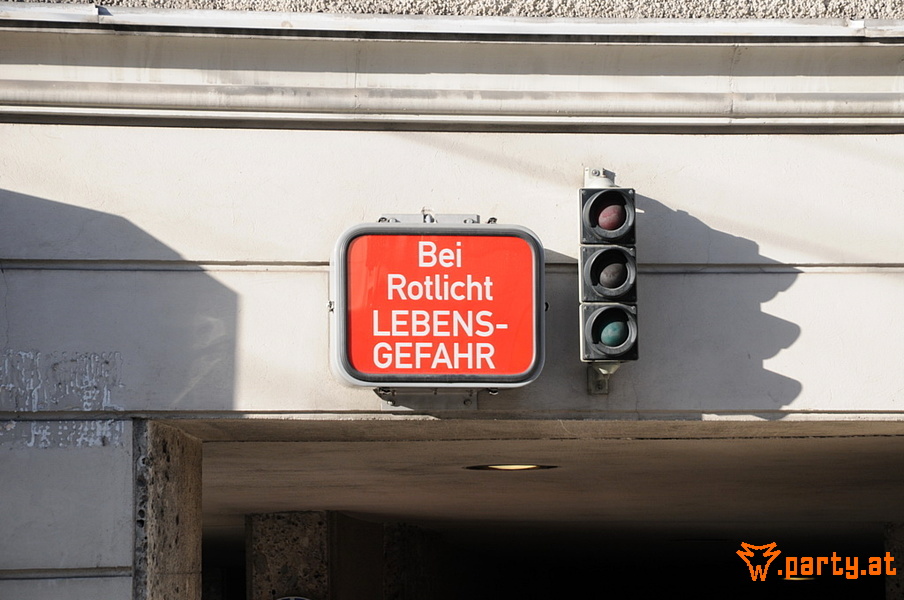 Bei
Rotlicht
LEBENS-
GEFAHR
W.party.at